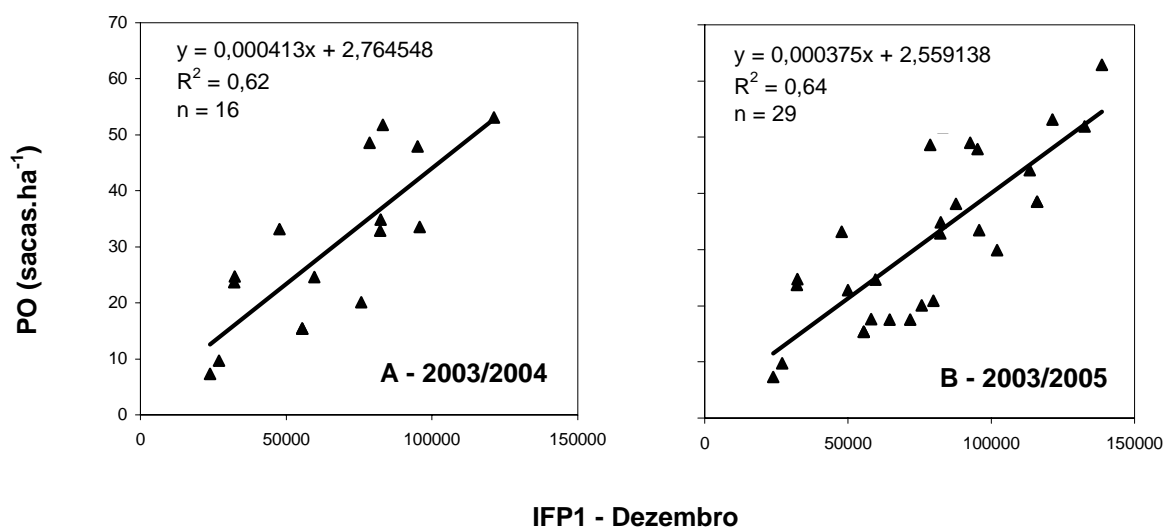 70
60
50
40
30
20
10
0
PO (sacas.ha⁻¹)
y = 0,000413x + 2,764548
R² = 0,62
n = 16
A - 2003/2004
0 50000 100000 150000
y = 0,000375x + 2,559138
R² = 0,64
n = 29
B - 2003/2005
0 50000 100000 150000
IFP1 - Dezembro